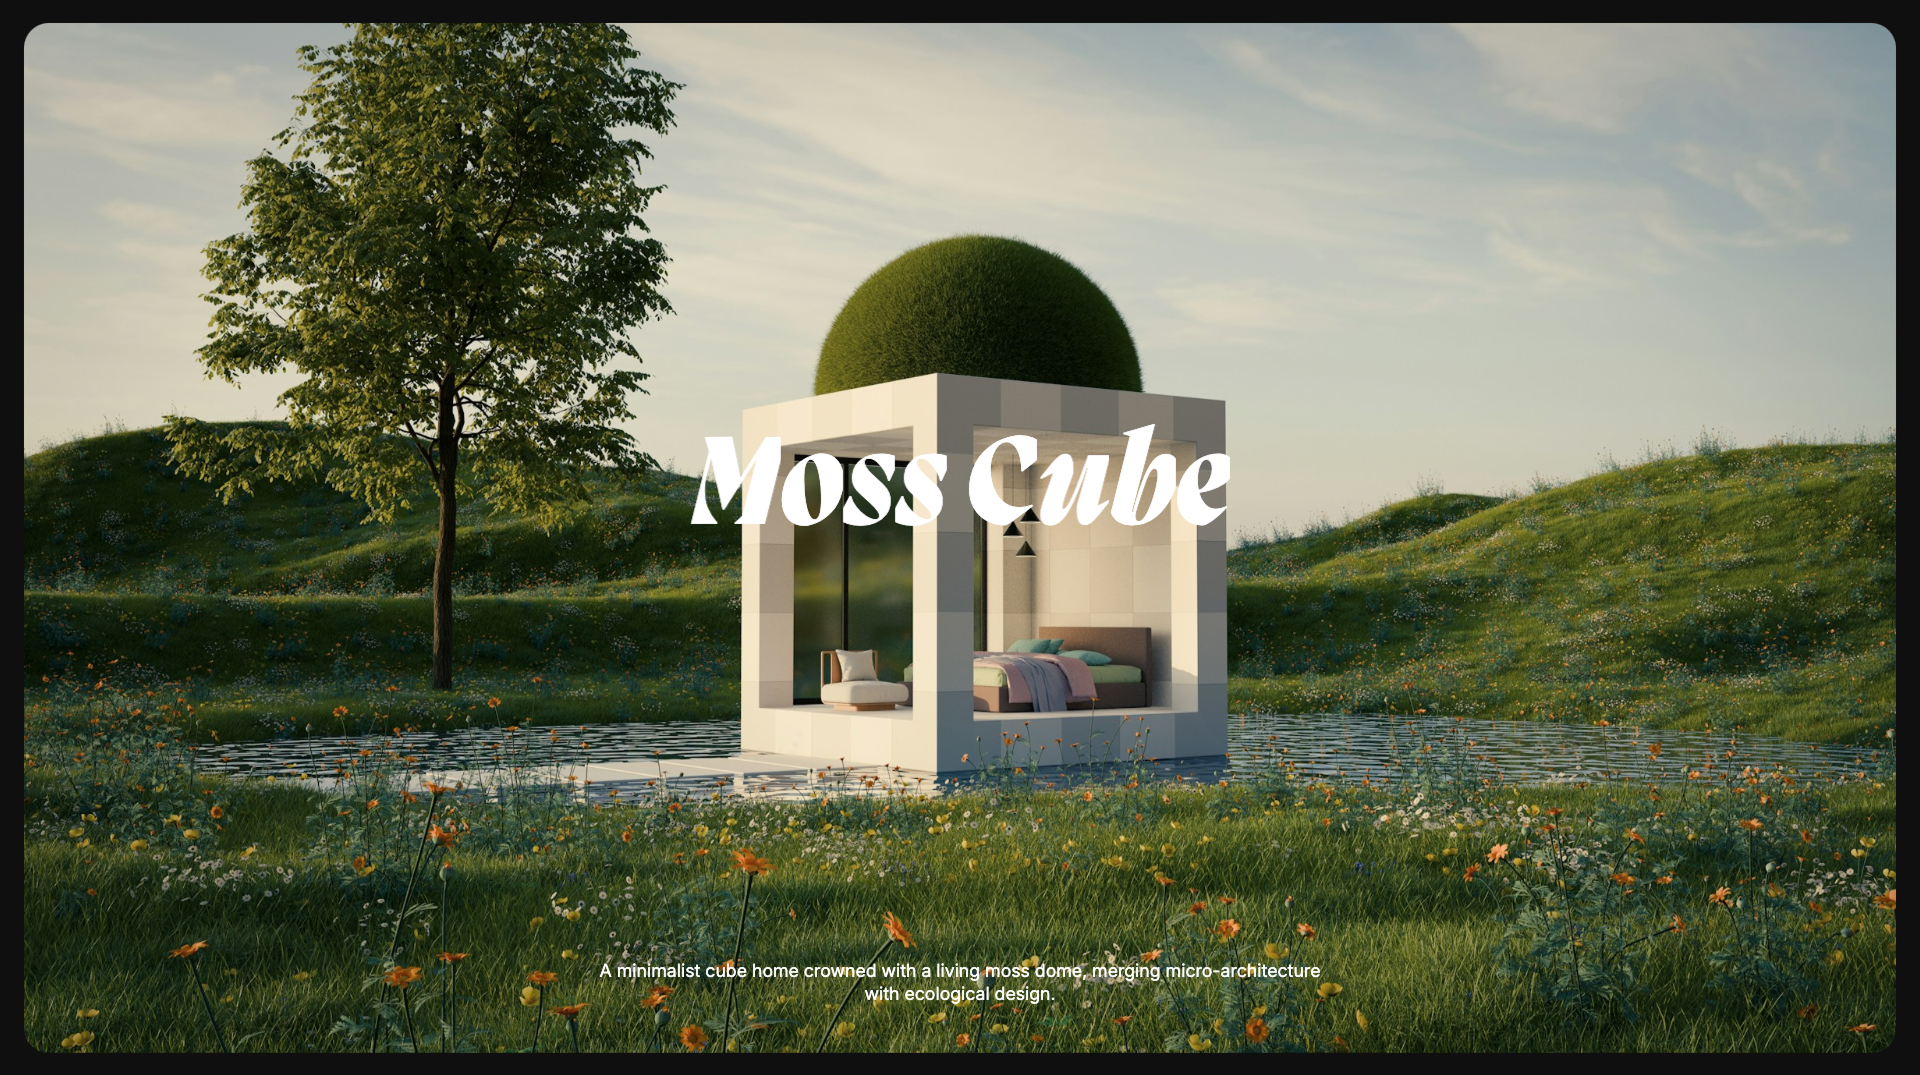 Moss Cube
A minimalist cube home crowned with a living moss dome, merging micro-architecture
with ecological design.